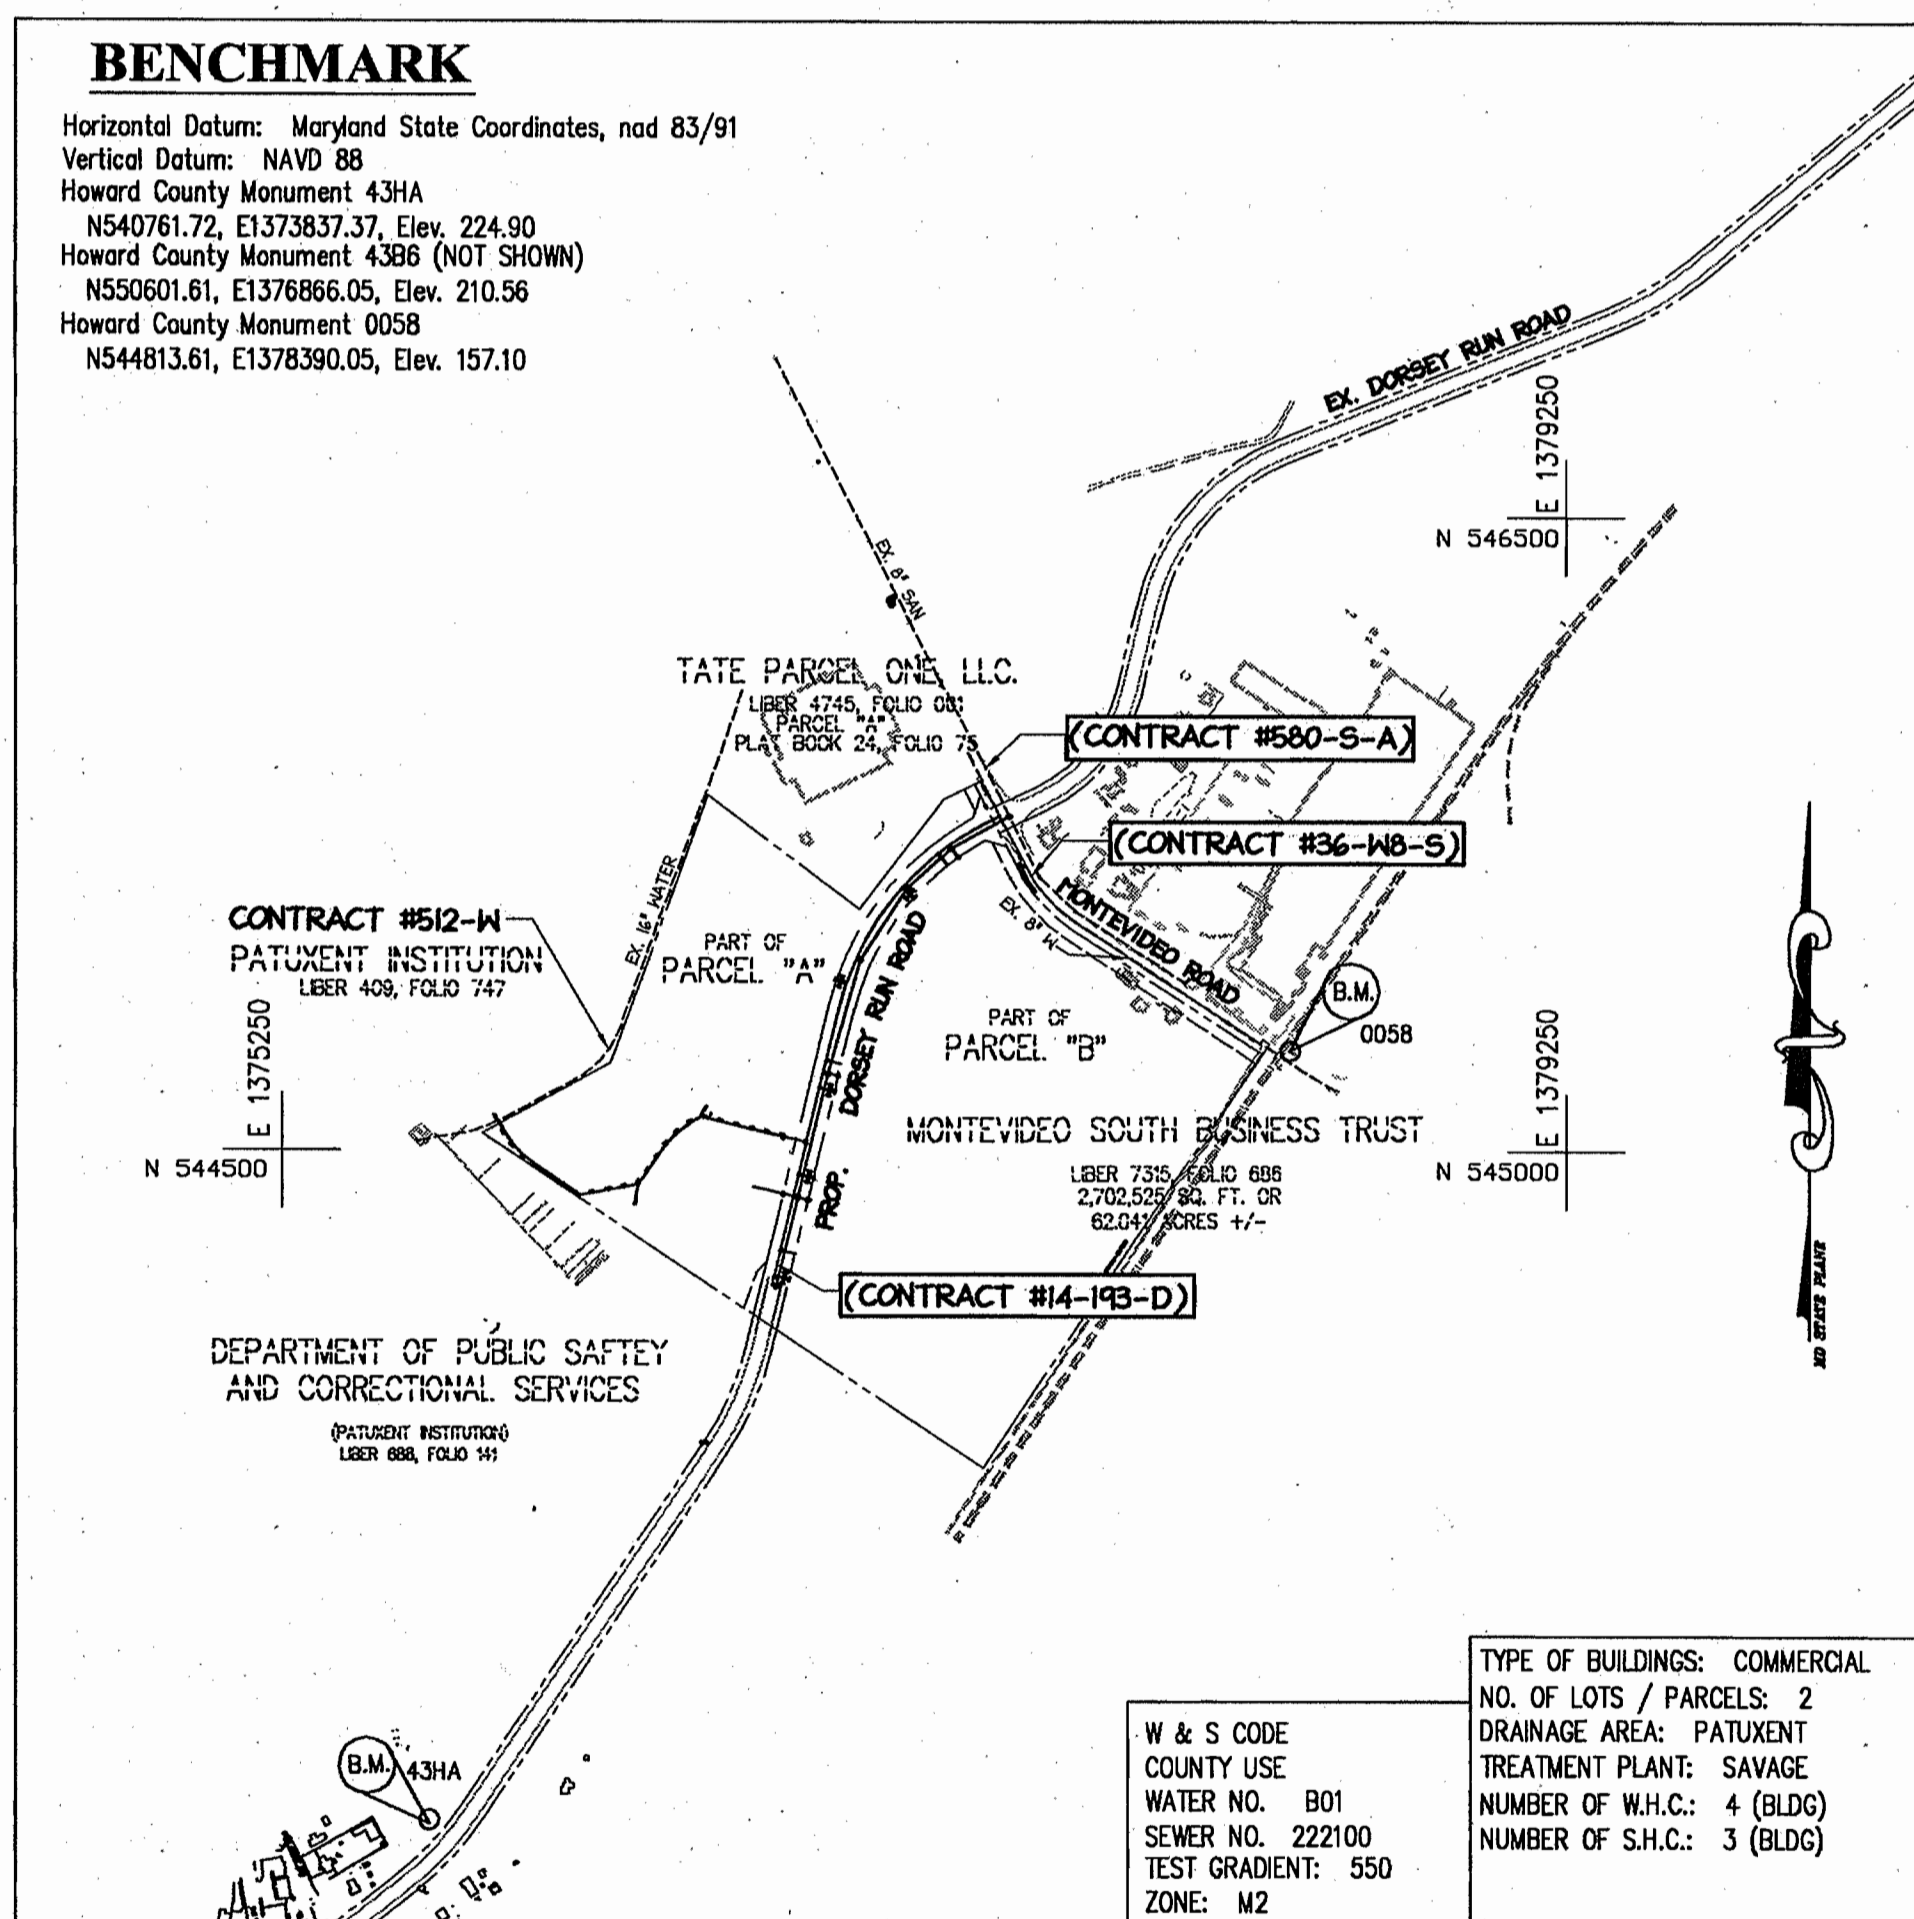 BENCHMARK
Horizontal Datum: Maryland State Coordinates, nad 83/91
Vertical Datum: NAVD 88
Howard County Monument 43HA
N540761.72, E1373837.37, Elev. 224.90
Howard County Monument 43B6 (NOT SHOWN)
N550601.61, E1376866.05, Elev. 210.56
Howard County Monument 0058
N544813.61, E1378390.05, Elev. 157.10
EX. DORSEY RUN ROAD
E 1379250
N 546500
EX. 8" SAN
TATE PARCEL ONE LLC.
LIBER 4745, FOLIO 001
PARCEL "A"
PLAT BOOK 24, FOLIO 75
(CONTRACT #580-S-A)
(CONTRACT #36-W8-S)
MONTEVIDEO ROAD
EX. 8" W
EX. 16" WATER
CONTRACT #512-W
PATUXENT INSTITUTION
LIBER 409, FOLIO 747
PART OF
PARCEL "A"
PROP. DORSEY RUN ROAD
PART OF
PARCEL "B"
B.M.
0058
E 1375250
N 544500
E 1379250
N 545000
MONTEVIDEO SOUTH BUSINESS TRUST
LIBER 7315, FOLIO 686
2,702,525 SQ. FT. OR
62.041 ACRES +/-
(CONTRACT #14-193-D)
MD STATE PLANE
DEPARTMENT OF PUBLIC SAFTEY
AND CORRECTIONAL SERVICES
(PATUXENT INSTITUTION)
LIBER 688, FOLIO 141
B.M.
43HA
W & S CODE
COUNTY USE
WATER NO. B01
SEWER NO. 222100
TEST GRADIENT: 550
ZONE: M2
TYPE OF BUILDINGS: COMMERCIAL
NO. OF LOTS / PARCELS: 2
DRAINAGE AREA: PATUXENT
TREATMENT PLANT: SAVAGE
NUMBER OF W.H.C.: 4 (BLDG)
NUMBER OF S.H.C.: 3 (BLDG)